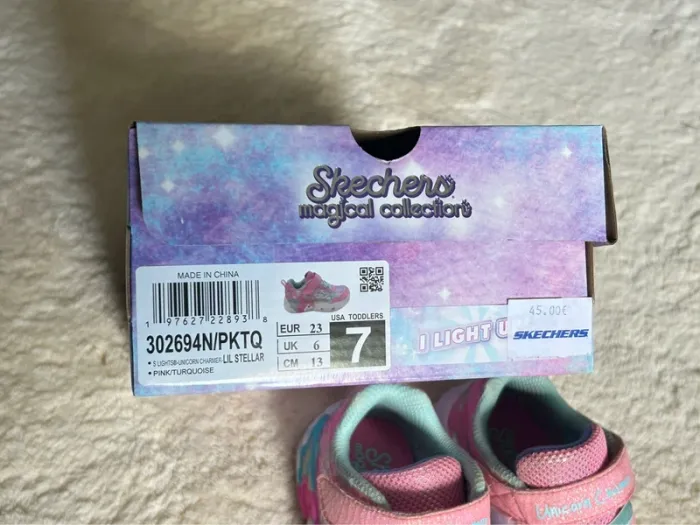 Skechers
magical collection
MADE IN CHINA
1 97627 22893 8
302694N/PKTQ
• S LIGHTS®-UNICORN CHARMER-LIL STELLAR
• PINK/TURQUOISE
EUR 23
UK 6
CM 13
USA TODDLERS
7
I LIGHT U
45.00€
SKECHERS
Unicorn